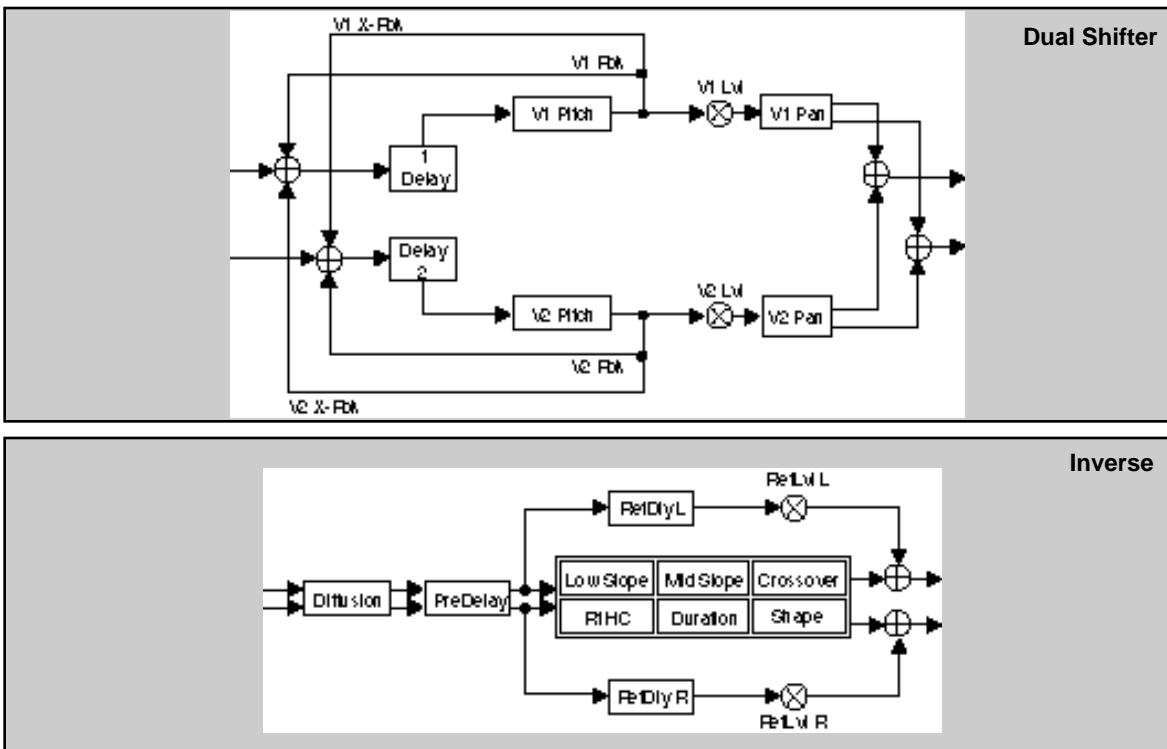 Dual Shifter
V1 X-Fbk
V1 Fbk
V1 Lvl
V1 Pitch
V1 Pan
1
Delay
Delay
2
V2 Lvl
V2 Pitch
V2 Pan
V2 Fbk
V2 X-Fbk
Inverse
RefLvl L
RefDly L
Low Slope Mid Slope Crossover
Diffusion PreDelay
RtHC Duration Shape
RefDly R
RefLvl R